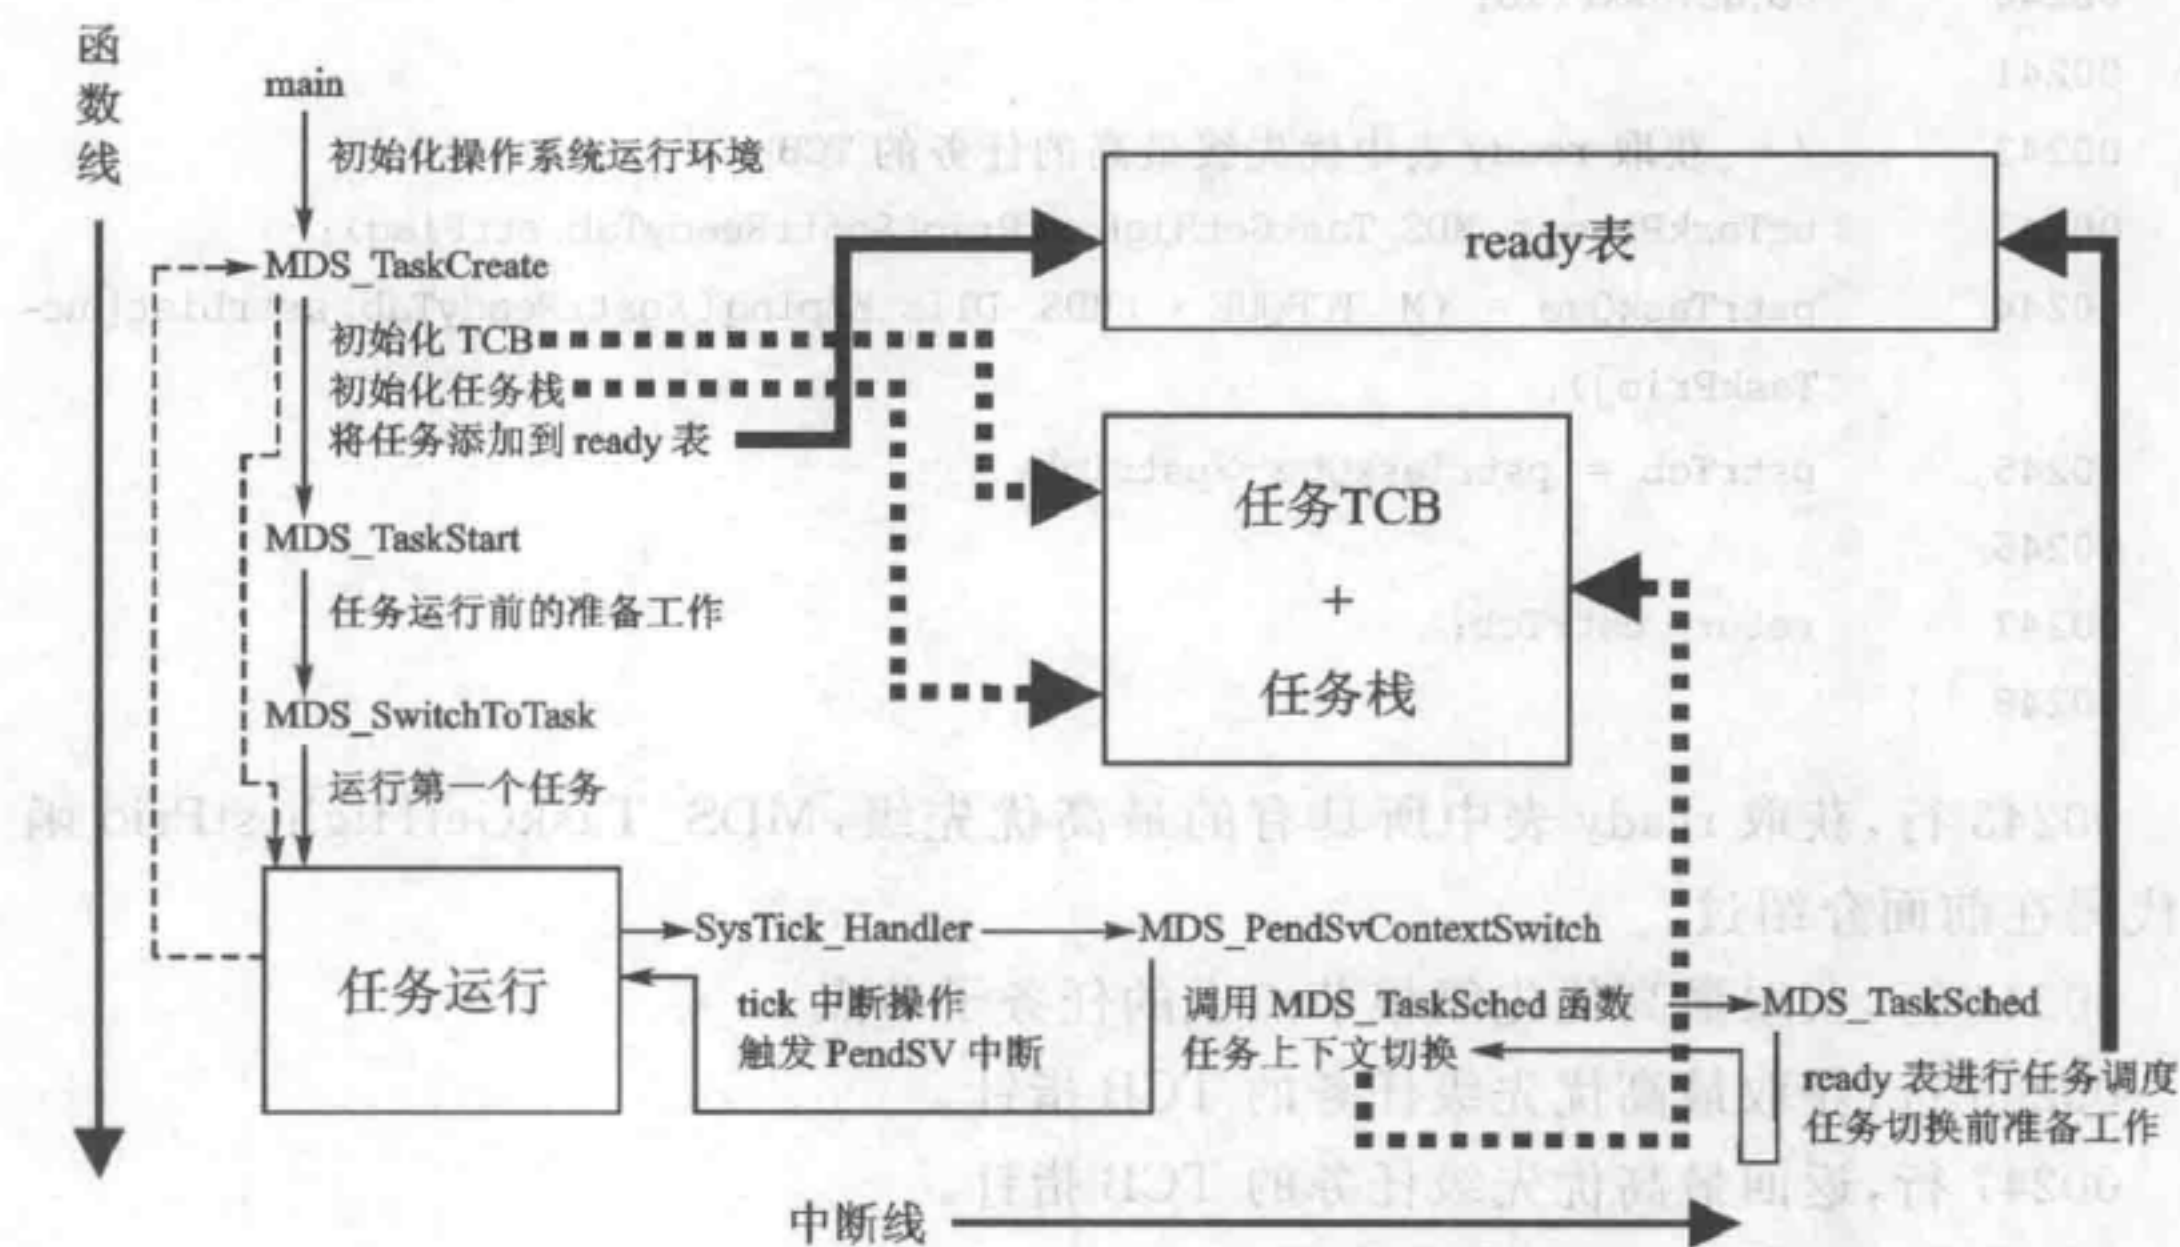 函数线
main
初始化操作系统运行环境
MDS_TaskCreate
初始化 TCB
初始化任务栈
将任务添加到 ready 表
MDS_TaskStart
任务运行前的准备工作
MDS_SwitchToTask
运行第一个任务
任务运行
ready表
任务TCB
+
任务栈
SysTick_Handler
tick 中断操作
触发 PendSV 中断
MDS_PendSvContextSwitch
调用 MDS_TaskSched 函数
任务上下文切换
MDS_TaskSched
ready 表进行任务调度
任务切换前准备工作
中断线